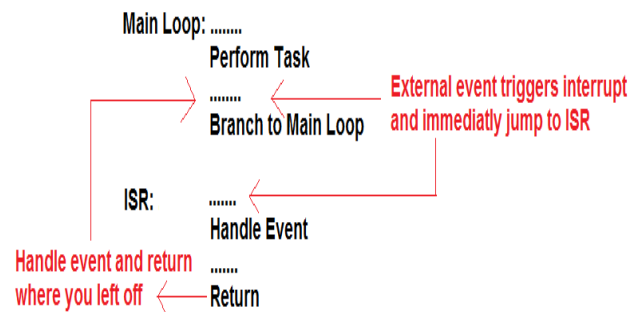 Main Loop: ........
Perform Task
........
Branch to Main Loop
External event triggers interrupt
and immediatly jump to ISR
ISR: .......
Handle Event
.......
Return
Handle event and return
where you left off